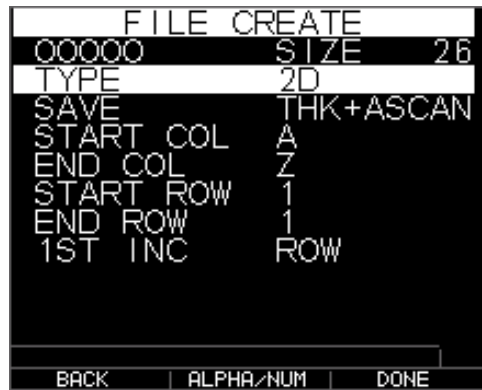 FILE CREATE
00000 SIZE 26
TYPE 2D
SAVE THK+ASCAN
START COL A
END COL Z
START ROW 1
END ROW 1
1ST INC ROW
BACK | ALPHA/NUM | DONE